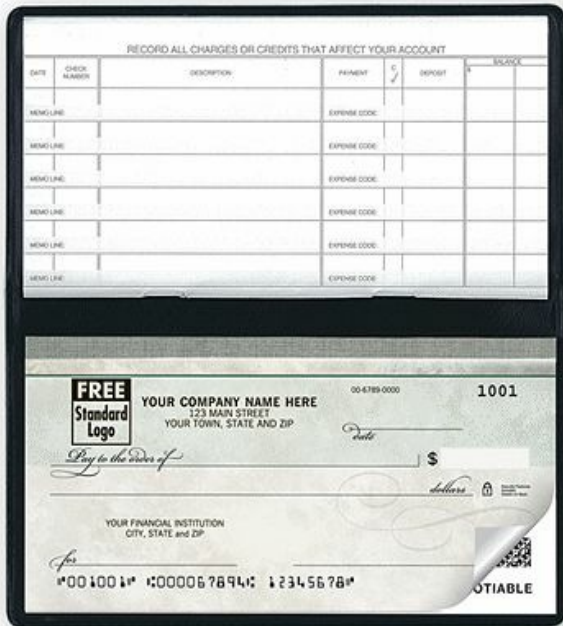 RECORD ALL CHARGES OR CREDITS THAT AFFECT YOUR ACCOUNT
DATE CHECK NUMBER DESCRIPTION PAYMENT C ✓ DEPOSIT BALANCE
$
MEMO LINE: EXPENSE CODE:
MEMO LINE: EXPENSE CODE:
MEMO LINE: EXPENSE CODE:
MEMO LINE: EXPENSE CODE:
MEMO LINE: EXPENSE CODE:
MEMO LINE: EXPENSE CODE:
FREE
Standard
Logo
YOUR COMPANY NAME HERE
123 MAIN STREET
YOUR TOWN, STATE AND ZIP
00-6789-0000
1001
date
Pay to the order of $
dollars
YOUR FINANCIAL INSTITUTION
CITY, STATE and ZIP
for
⑈001001⑈ ⑆000067894⑆ 12345678⑈
OTIABLE